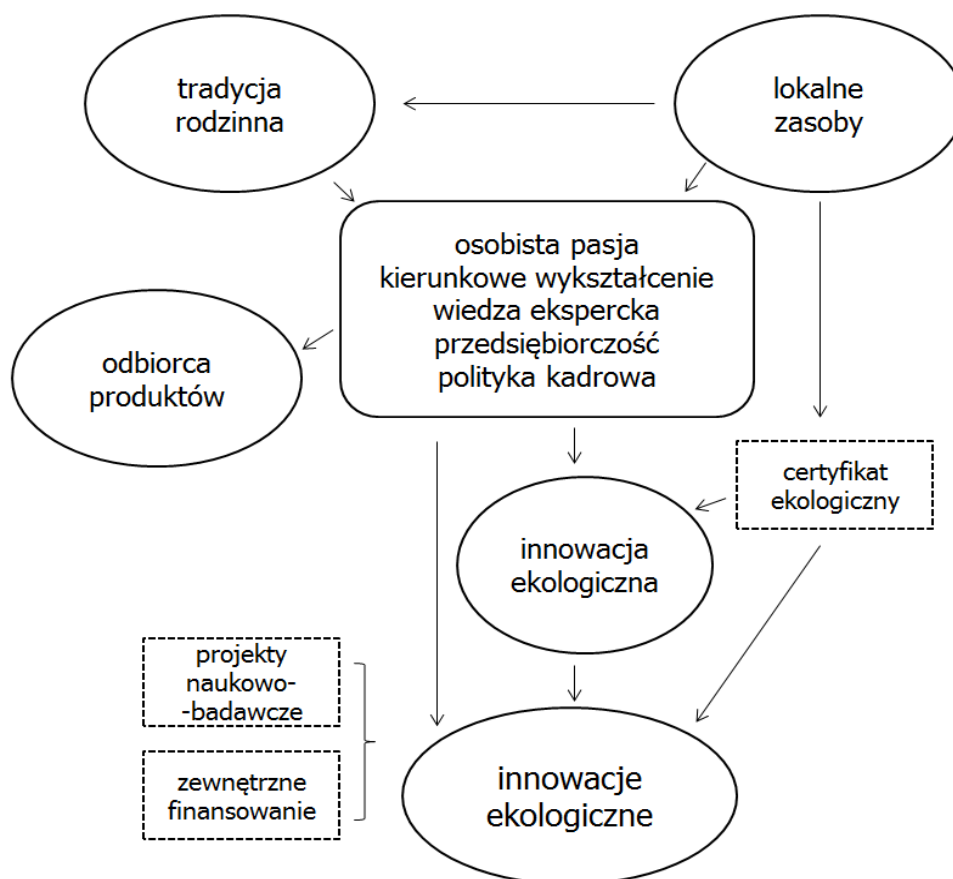 tradycja
rodzinna
lokalne
zasoby
osobista pasja
kierunkowe wykształcenie
wiedza ekspercka
przedsiębiorczość
polityka kadrowa
odbiorca
produktów
certyfikat
ekologiczny
innowacja
ekologiczna
projekty
naukowo-
-badawcze
zewnętrzne
finansowanie
innowacje
ekologiczne